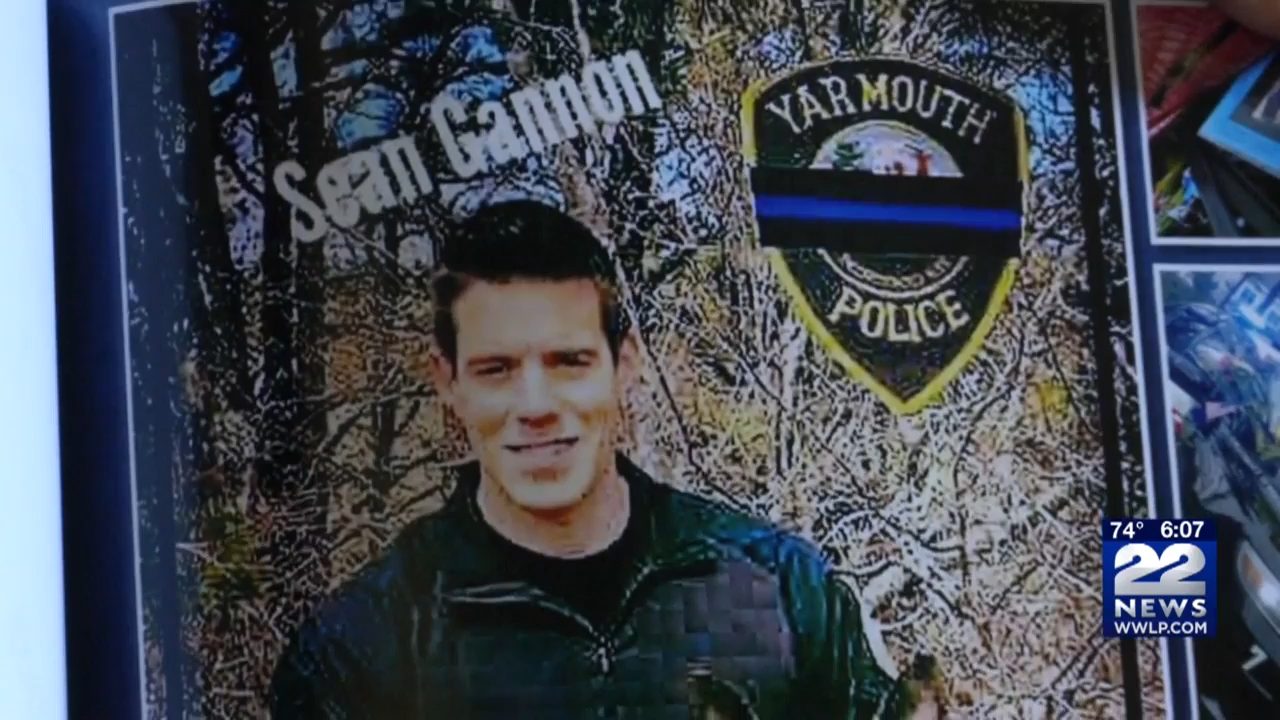 Sean Gannon
YARMOUTH
POLICE
74° 6:07
22
NEWS
WWLP.COM